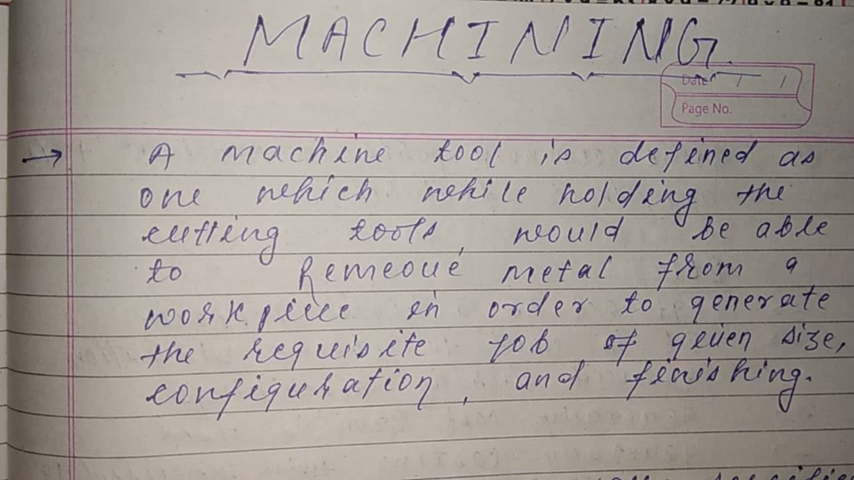 MACHINING
Date / /
Page No.
→ A machine tool is defined as
one which while holding the
cutting tools, would be able
to Remeove metal from a
workpiece in order to generate
the requisite job of given size,
configuration, and finishing.